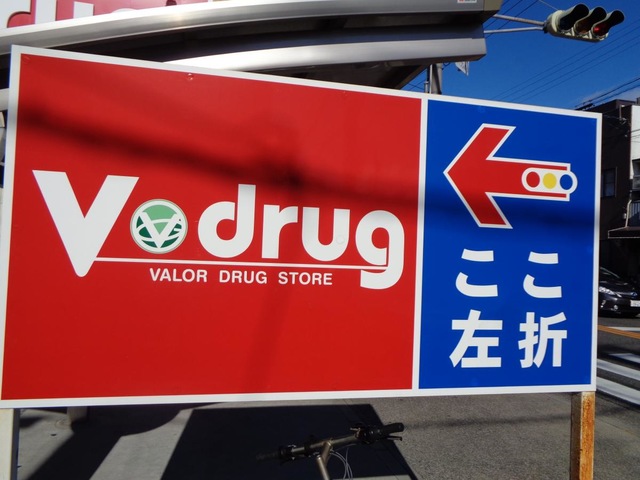 V drug
VALOR DRUG STORE
ここ
左折